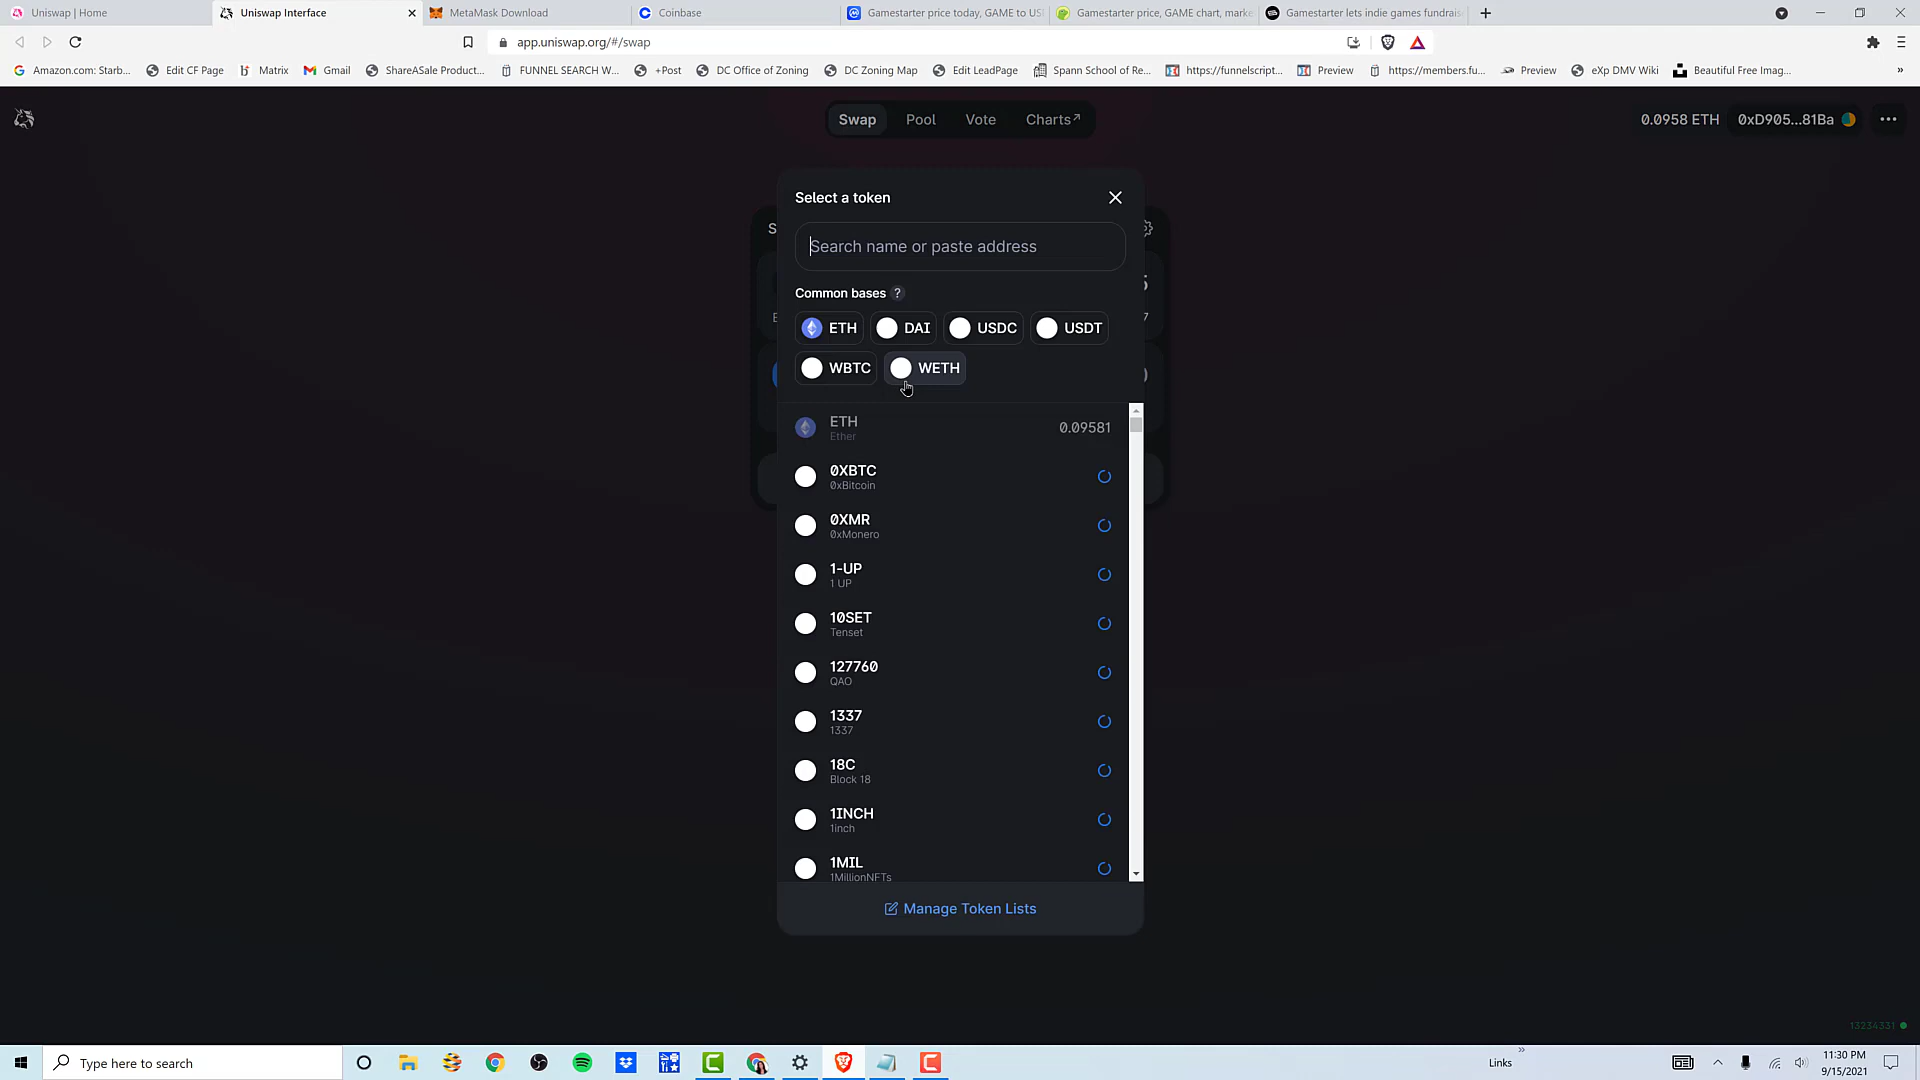 Uniswap | Home
Uniswap Interface
MetaMask Download
Coinbase
Gamestarter price today, GAME to US
Gamestarter price, GAME chart, marke
Gamestarter lets indie games fundrais
app.uniswap.org/#/swap
Amazon.com: Starb...
Edit CF Page
Matrix
Gmail
ShareASale Product...
FUNNEL SEARCH W...
+Post
DC Office of Zoning
DC Zoning Map
Edit LeadPage
Spann School of Re...
https://funnelscript...
Preview
https://members.fu...
Preview
eXp DMV Wiki
Beautiful Free Imag...
Swap
Pool
Vote
Charts↗
0.0958 ETH
0xD905...81Ba
Select a token
Search name or paste address
Common bases ?
ETH
DAI
USDC
USDT
WBTC
WETH
ETH
Ether
0.09581
0XBTC
0xBitcoin
0XMR
0xMonero
1-UP
1 UP
10SET
Tenset
127760
QAO
1337
1337
18C
Block 18
1INCH
1inch
1MIL
1MillionNFTs
Manage Token Lists
13234331
Type here to search
Links
11:30 PM
9/15/2021